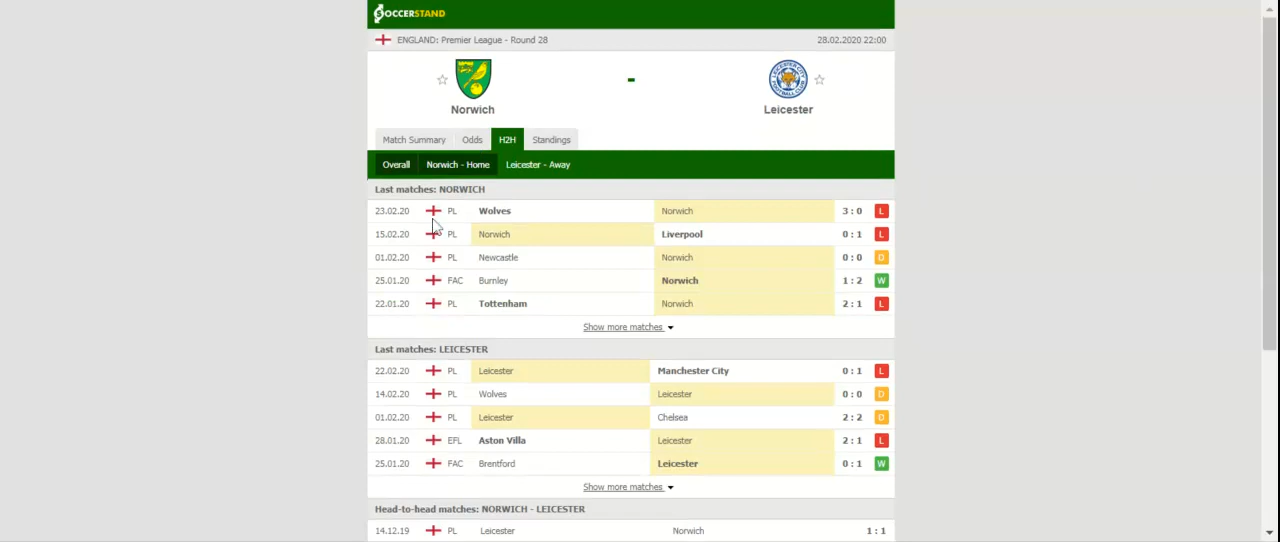 SOCCERSTAND
ENGLAND: Premier League - Round 28 28.02.2020 22:00
-
Norwich Leicester
Match Summary Odds H2H Standings
Overall Norwich - Home Leicester - Away
Last matches: NORWICH
23.02.20 PL Wolves Norwich 3 : 0 L
15.02.20 PL Norwich Liverpool 0 : 1 L
01.02.20 PL Newcastle Norwich 0 : 0 D
25.01.20 FAC Burnley Norwich 1 : 2 W
22.01.20 PL Tottenham Norwich 2 : 1 L
Show more matches
Last matches: LEICESTER
22.02.20 PL Leicester Manchester City 0 : 1 L
14.02.20 PL Wolves Leicester 0 : 0 D
01.02.20 PL Leicester Chelsea 2 : 2 D
28.01.20 EFL Aston Villa Leicester 2 : 1 L
25.01.20 FAC Brentford Leicester 0 : 1 W
Show more matches
Head-to-head matches: NORWICH - LEICESTER
14.12.19 PL Leicester Norwich 1 : 1